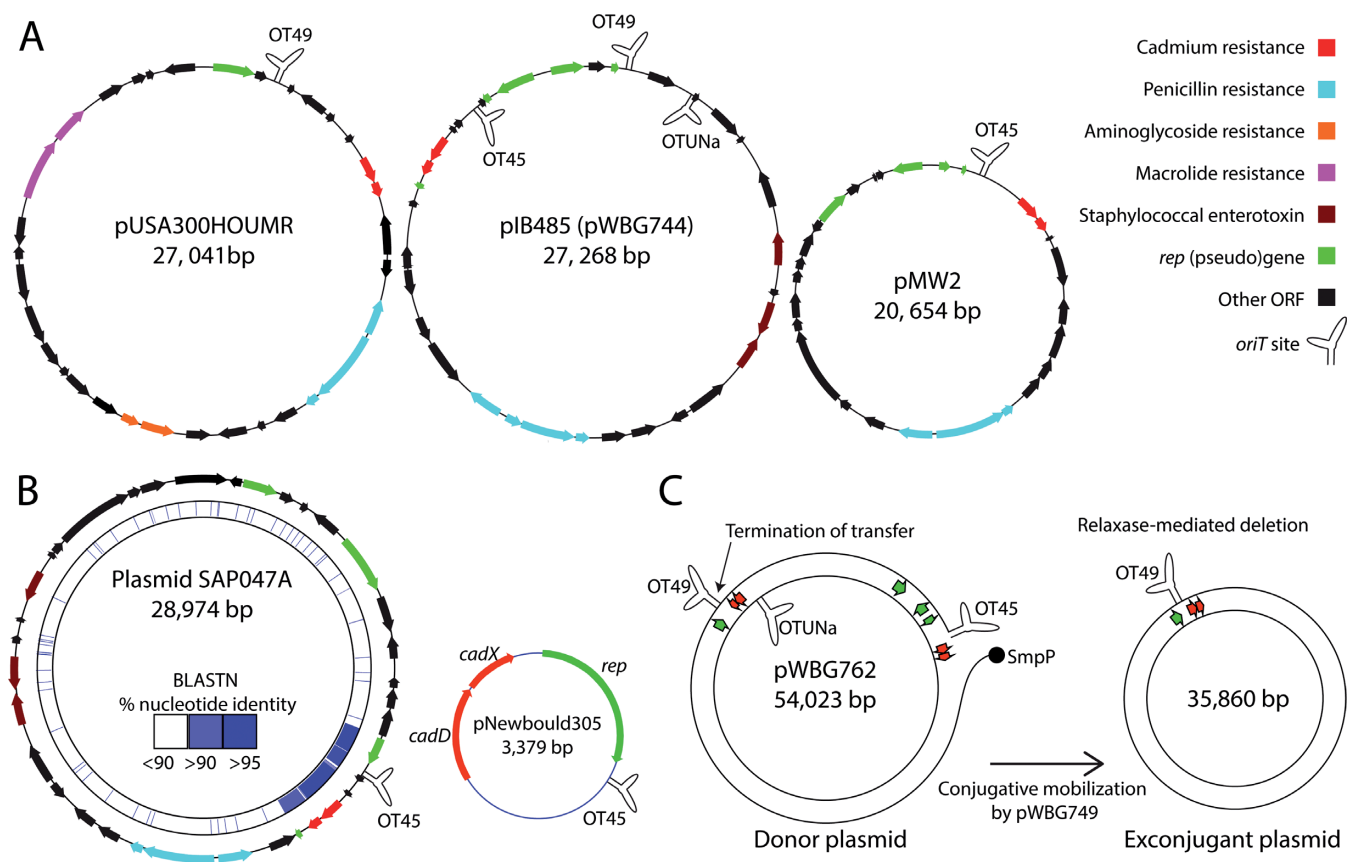 A
OT49
pUSA300HOUMR
27, 041bp
OT49
OT45
OTUNa
pIB485 (pWBG744)
27, 268 bp
OT45
pMW2
20, 654 bp
Cadmium resistance
Penicillin resistance
Aminoglycoside resistance
Macrolide resistance
Staphylococcal enterotoxin
rep (pseudo)gene
Other ORF
oriT site
B
Plasmid SAP047A
28,974 bp
BLASTN
% nucleotide identity
<90 >90 >95
OT45
cadX
rep
cadD
pNewbould305
3,379 bp
OT45
C
Termination of transfer
OT49
OTUNa
OT45
SmpP
pWBG762
54,023 bp
Donor plasmid
Conjugative mobilization
by pWBG749
Relaxase-mediated deletion
OT49
35,860 bp
Exconjugant plasmid